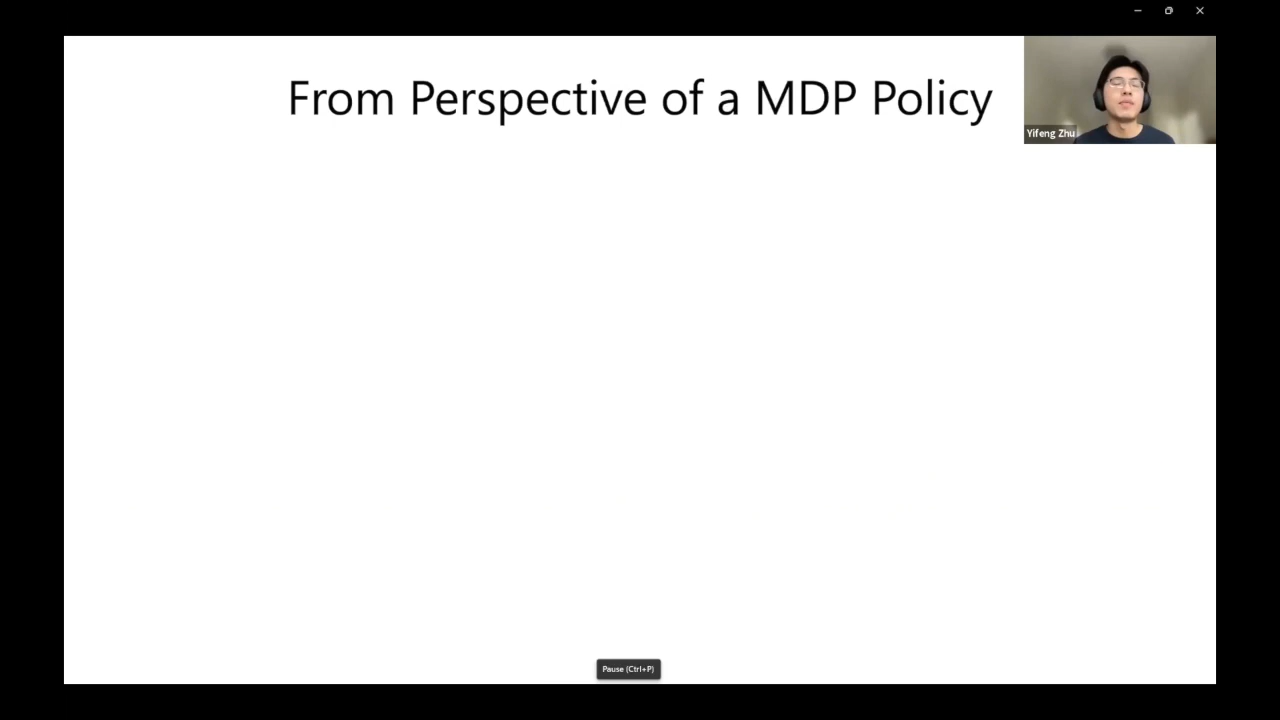 From Perspective of a MDP Policy
Yifeng Zhu
Pause (Ctrl+P)